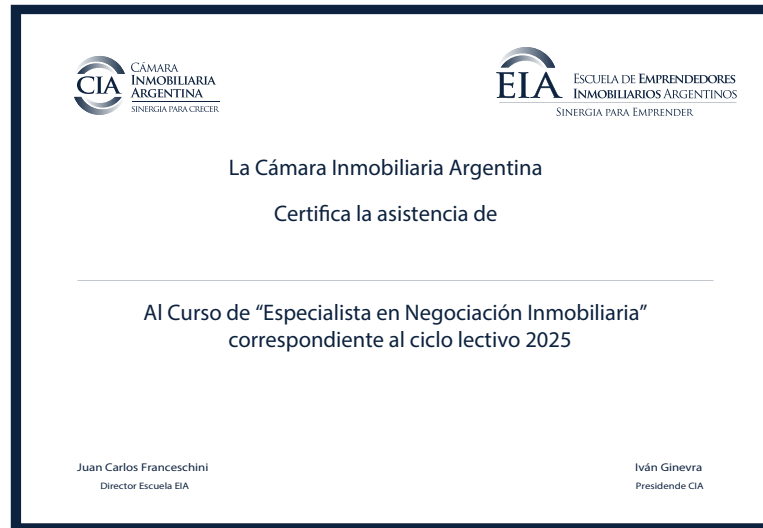 CIA
CÁMARA
INMOBILIARIA
ARGENTINA
SINERGIA PARA CRECER
EIA
ESCUELA DE EMPRENDEDORES
INMOBILIARIOS ARGENTINOS
SINERGIA PARA EMPRENDER
La Cámara Inmobiliaria Argentina
Certifica la asistencia de
Al Curso de “Especialista en Negociación Inmobiliaria”
correspondiente al ciclo lectivo 2025
Juan Carlos Franceschini
Director Escuela EIA
Iván Ginevra
Presidende CIA